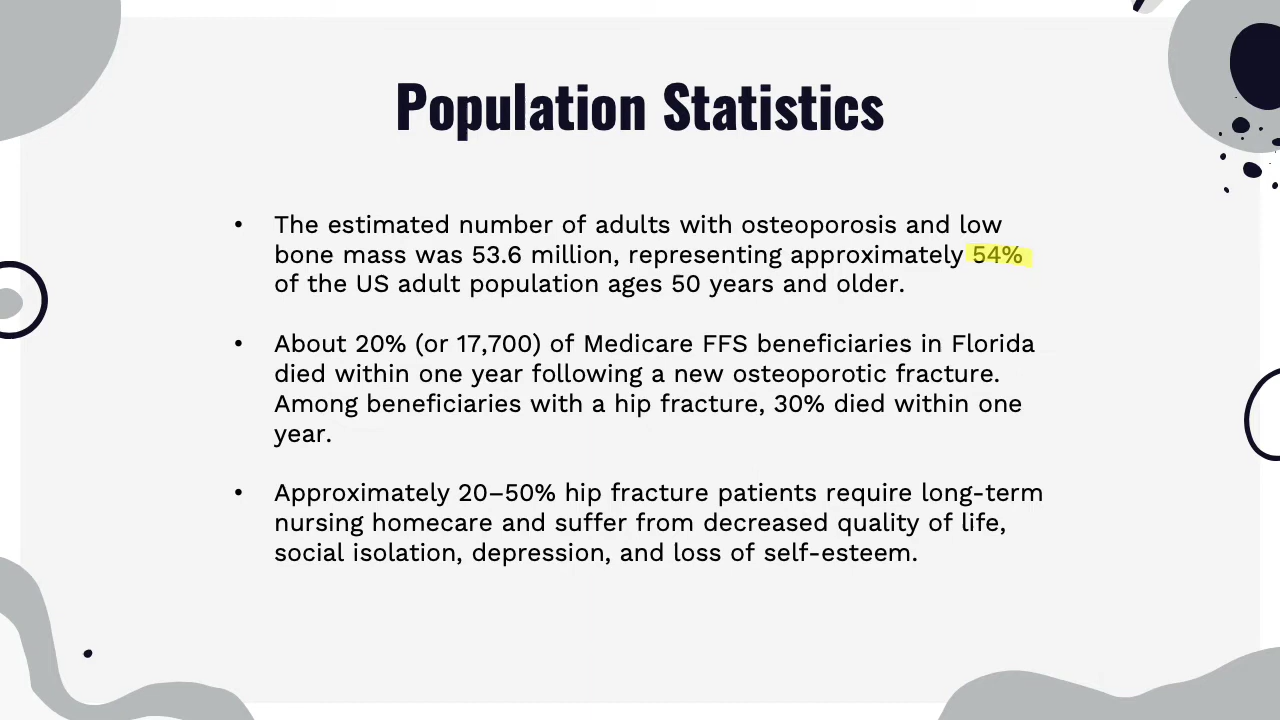 Population Statistics
• The estimated number of adults with osteoporosis and low
bone mass was 53.6 million, representing approximately 54%
of the US adult population ages 50 years and older.
• About 20% (or 17,700) of Medicare FFS beneficiaries in Florida
died within one year following a new osteoporotic fracture.
Among beneficiaries with a hip fracture, 30% died within one
year.
• Approximately 20–50% hip fracture patients require long-term
nursing homecare and suffer from decreased quality of life,
social isolation, depression, and loss of self-esteem.